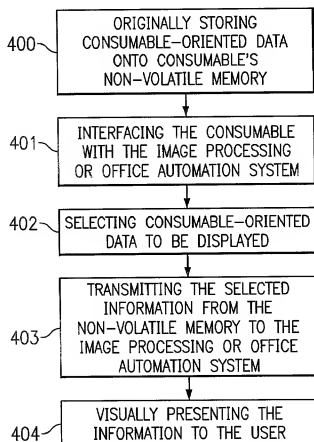 400
ORIGINALLY STORING
CONSUMABLE-ORIENTED DATA
ONTO CONSUMABLE'S
NON-VOLATILE MEMORY
401
INTERFACING THE CONSUMABLE
WITH THE IMAGE PROCESSING
OR OFFICE AUTOMATION SYSTEM
402
SELECTING CONSUMABLE-ORIENTED
DATA TO BE DISPLAYED
403
TRANSMITTING THE SELECTED
INFORMATION FROM THE
NON-VOLATILE MEMORY TO THE
IMAGE PROCESSING OR OFFICE
AUTOMATION SYSTEM
404
VISUALLY PRESENTING THE
INFORMATION TO THE USER